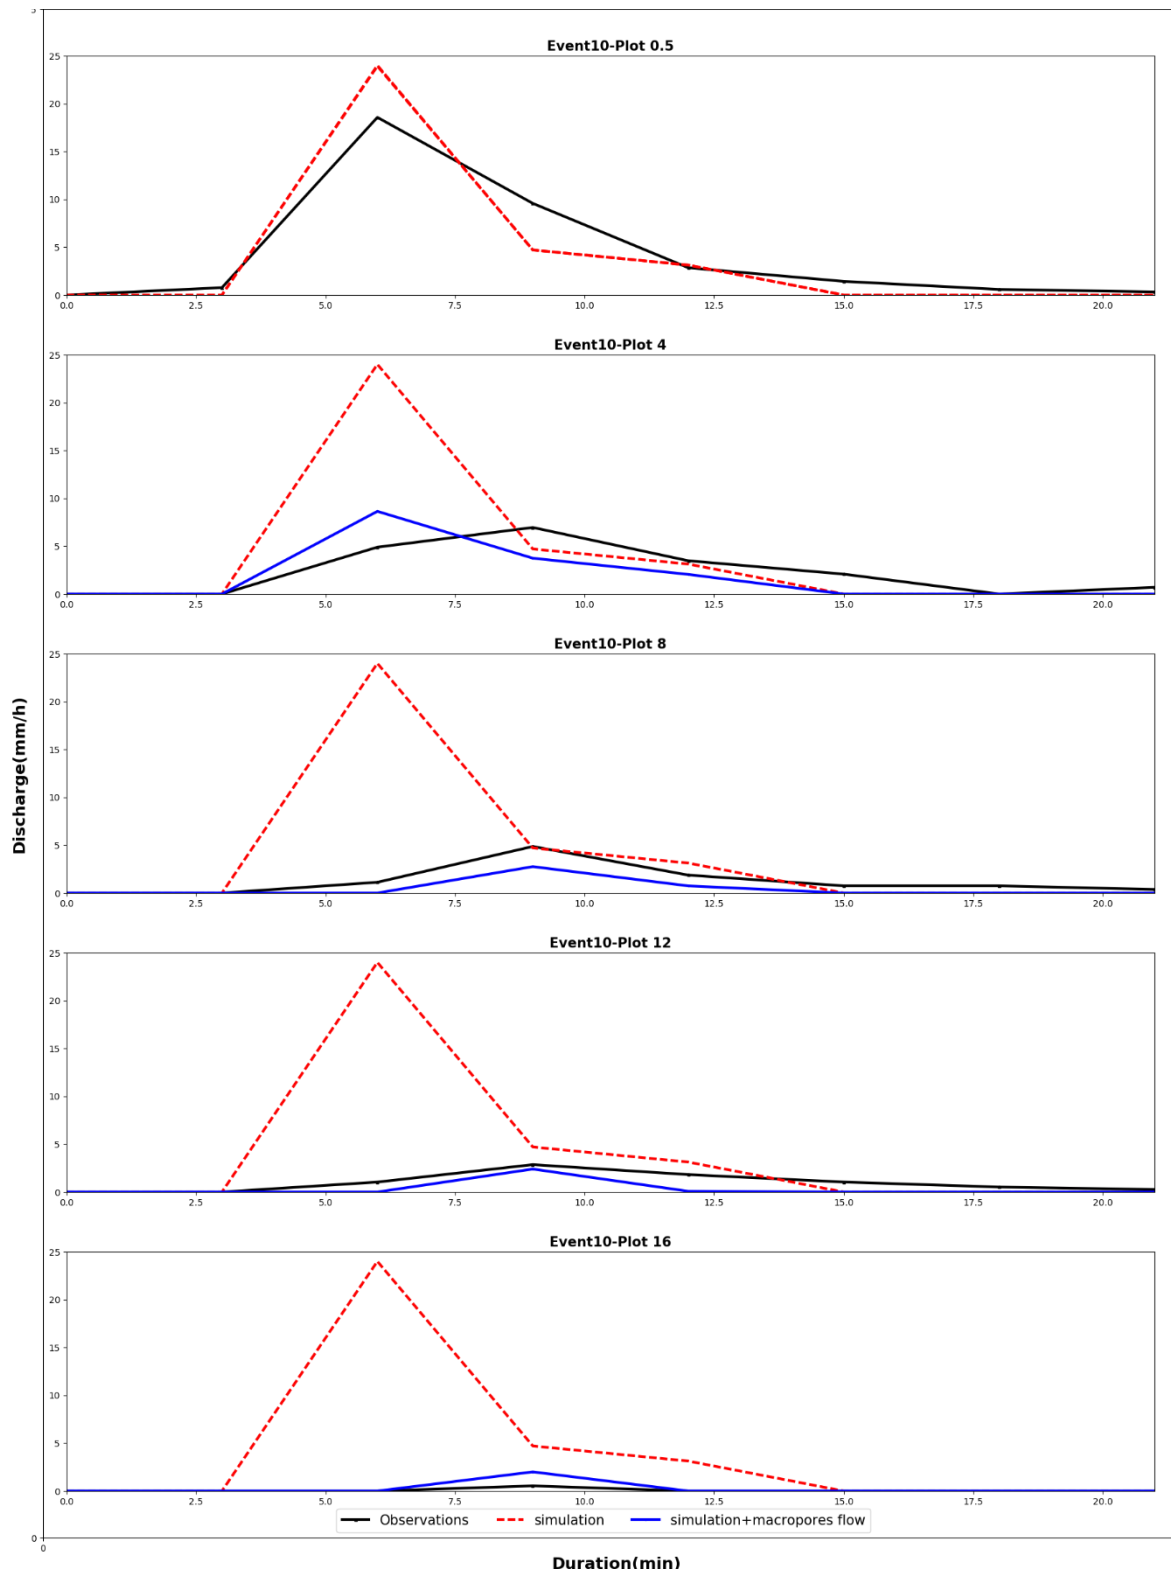 5
Event10-Plot 0.5
25
20
15
10
5
0
0.0 2.5 5.0 7.5 10.0 12.5 15.0 17.5 20.0
Event10-Plot 4
25
20
15
10
5
0
0.0 2.5 5.0 7.5 10.0 12.5 15.0 17.5 20.0
Event10-Plot 8
25
20
15
10
5
0
0.0 2.5 5.0 7.5 10.0 12.5 15.0 17.5 20.0
Discharge(mm/h)
Event10-Plot 12
25
20
15
10
5
0
0.0 2.5 5.0 7.5 10.0 12.5 15.0 17.5 20.0
Event10-Plot 16
25
20
15
10
5
0
0.0 2.5 5.0 7.5 10.0 12.5 15.0 17.5 20.0
Observations simulation simulation+macropores flow
0
0
Duration(min)